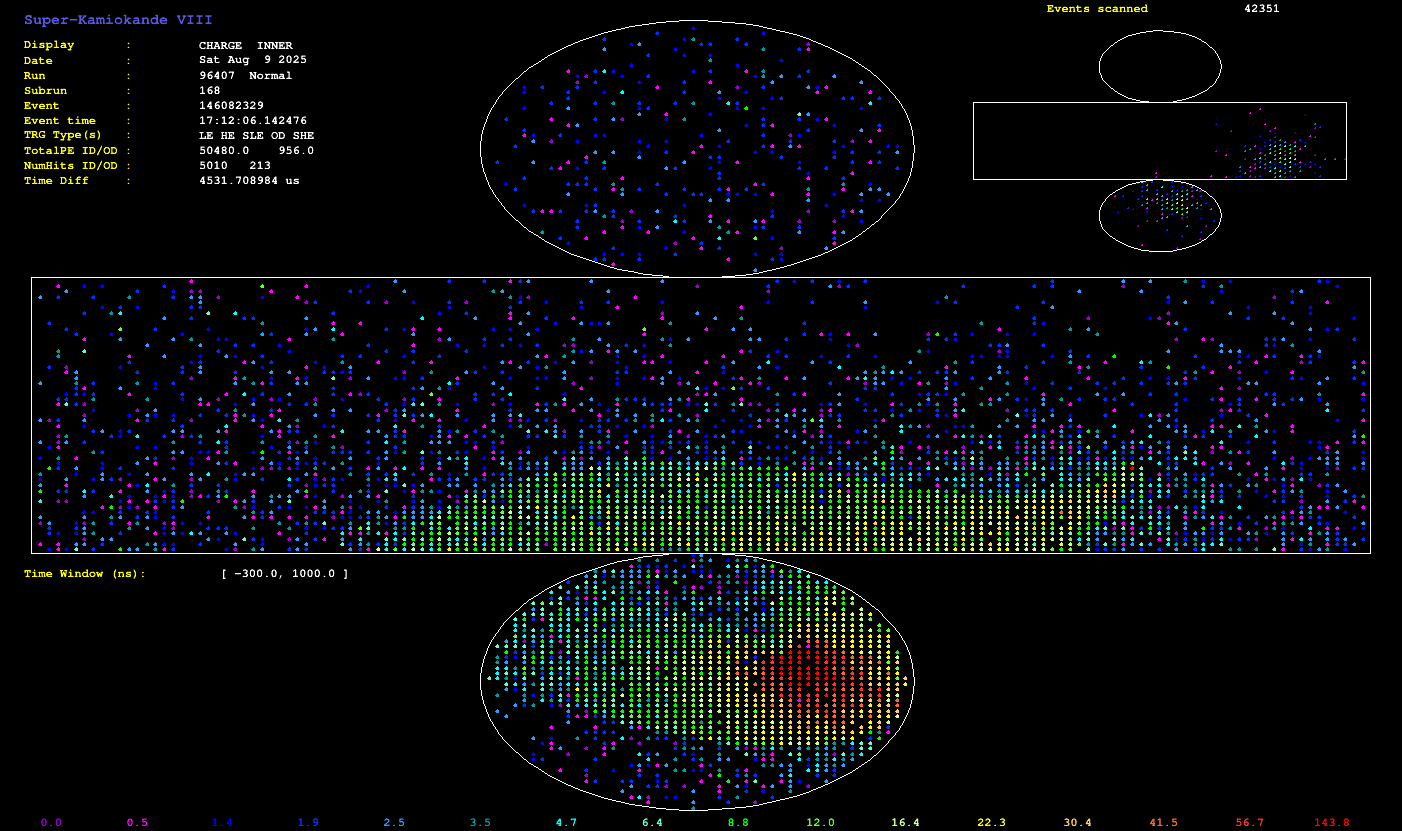 Super-Kamiokande VIII
Events scanned 42351
Display : CHARGE INNER
Date : Sat Aug 9 2025
Run : 96407 Normal
Subrun : 168
Event : 146082329
Event time : 17:12:06.142476
TRG Type(s) : LE HE SLE OD SHE
TotalPE ID/OD : 50480.0 956.0
NumHits ID/OD : 5010 213
Time Diff : 4531.708984 us
Time Window (ns): [ -300.0, 1000.0 ]
0.0 0.5 1.4 1.9 2.5 3.5 4.7 6.4 8.8 12.0 16.4 22.3 30.4 41.5 56.7 143.8